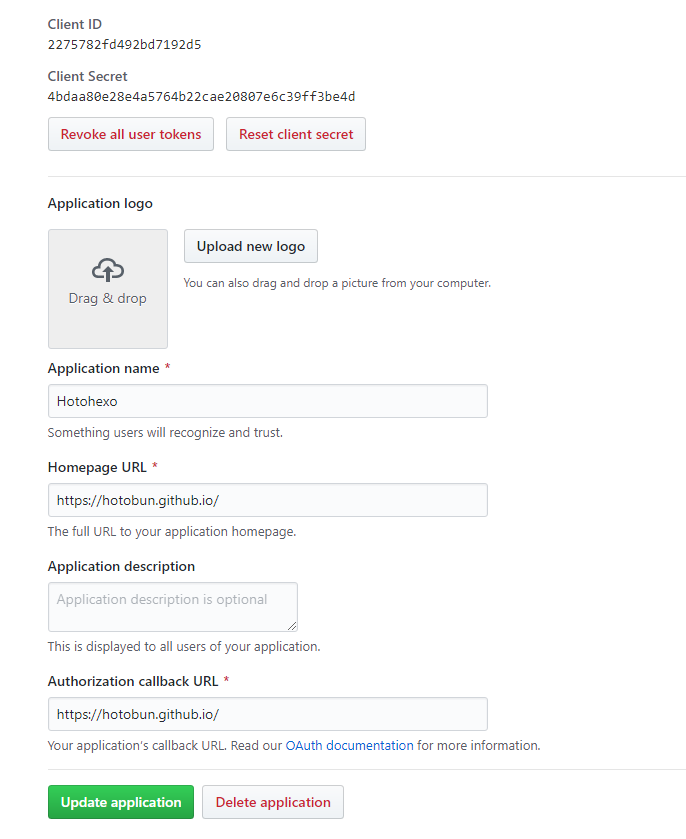 Client ID
2275782fd492bd7192d5
Client Secret
4bdaa80e28e4a5764b22cae20807e6c39ff3be4d
Revoke all user tokens
Reset client secret
Application logo
Upload new logo
Drag & drop
You can also drag and drop a picture from your computer.
Application name *
Hotohexo
Something users will recognize and trust.
Homepage URL *
https://hotobun.github.io/
The full URL to your application homepage.
Application description
Application description is optional
This is displayed to all users of your application.
Authorization callback URL *
https://hotobun.github.io/
Your application's callback URL. Read our OAuth documentation for more information.
Update application
Delete application